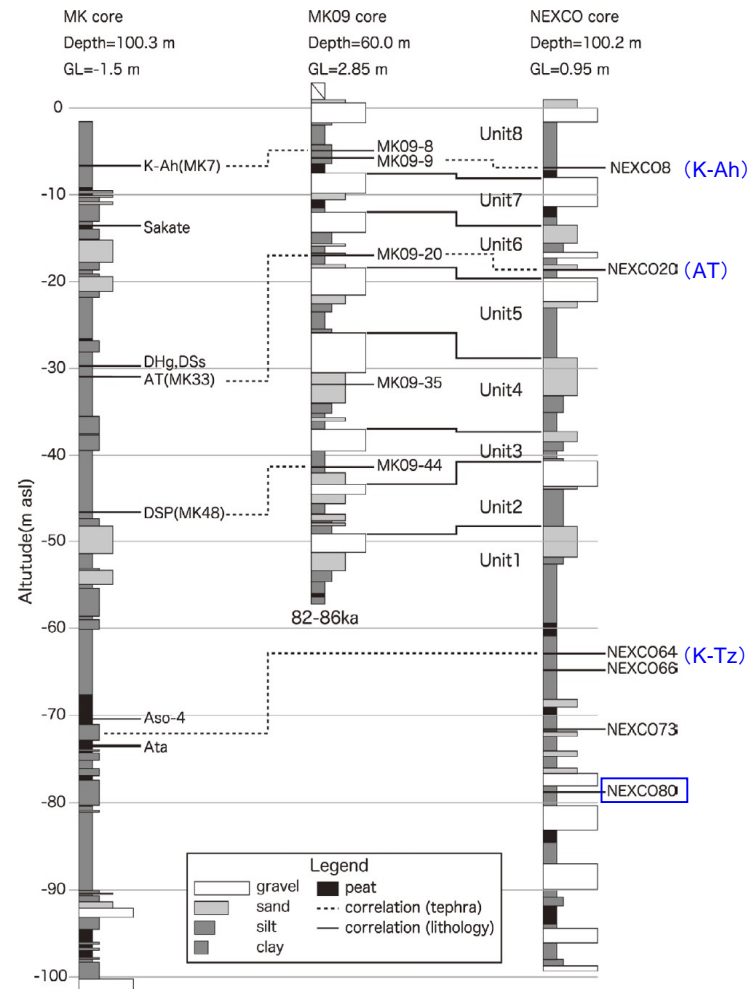 MK core
Depth=100.3 m
GL=-1.5 m
MK09 core
Depth=60.0 m
GL=2.85 m
NEXCO core
Depth=100.2 m
GL=0.95 m
0
-10
-20
-30
-40
-50
-60
-70
-80
-90
-100
Altutude(m asl)
K-Ah(MK7)
Sakate
DHg,DSs
AT(MK33)
DSP(MK48)
Aso-4
Ata
MK09-8
MK09-9
MK09-20
MK09-35
MK09-44
82-86ka
Unit8
Unit7
Unit6
Unit5
Unit4
Unit3
Unit2
Unit1
NEXCO8 (K-Ah)
NEXCO20 (AT)
NEXCO64 (K-Tz)
NEXCO66
NEXCO73
NEXCO80
Legend
gravel
sand
silt
clay
peat
correlation (tephra)
correlation (lithology)